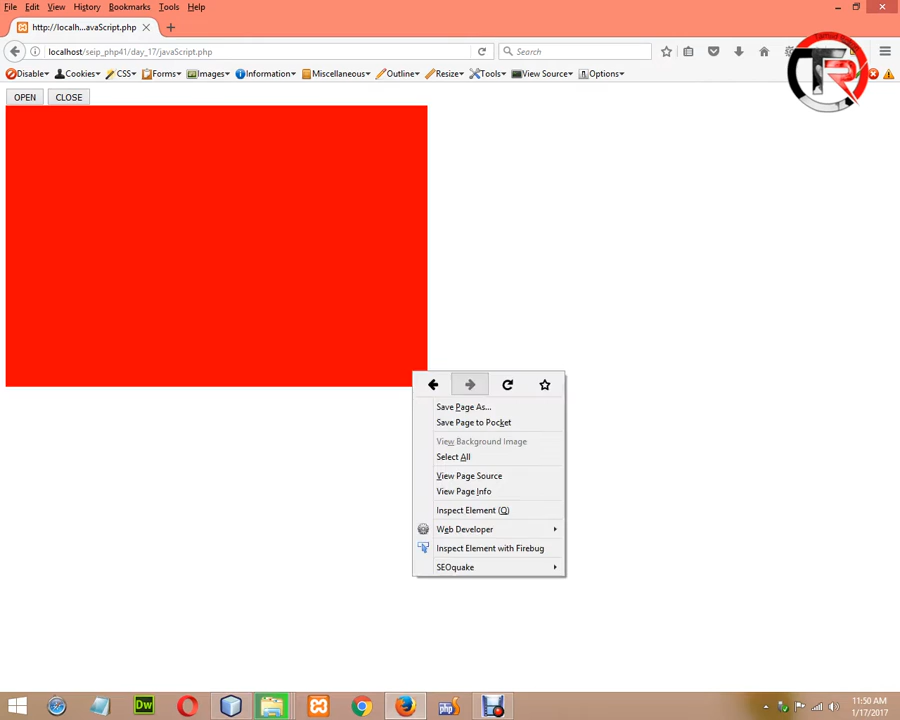 File Edit View History Bookmarks Tools Help
http://localh...avaScript.php
localhost/seip_php41/day_17/javaScript.php
Search
Disable Cookies CSS Forms Images Information Miscellaneous Outline Resize Tools View Source Options
OPEN CLOSE
Save Page As...
Save Page to Pocket
View Background Image
Select All
View Page Source
View Page Info
Inspect Element (Q)
Web Developer
Inspect Element with Firebug
SEOquake
Dw
php
11:50 AM
1/17/2017